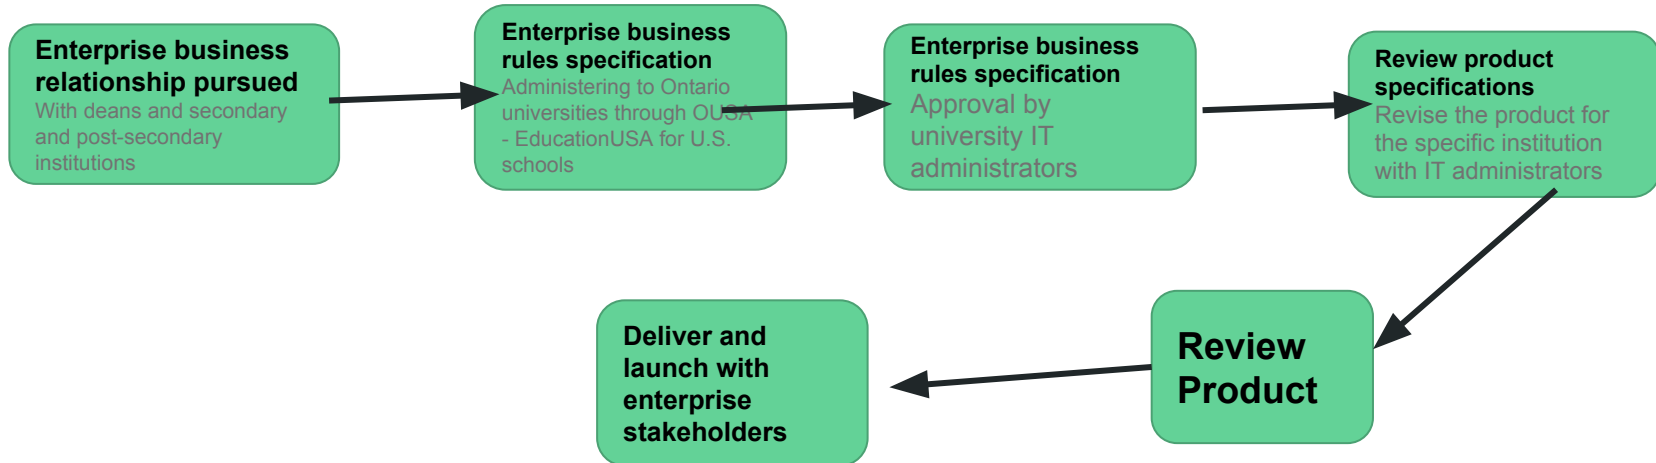 Enterprise business
relationship pursued
With deans and secondary
and post-secondary
institutions
Enterprise business
rules specification
Administering to Ontario
universities through OUSA
- EducationUSA for U.S.
schools
Enterprise business
rules specification
Approval by
university IT
administrators
Review product
specifications
Revise the product for
the specific institution
with IT administrators
Review
Product
Deliver and
launch with
enterprise
stakeholders